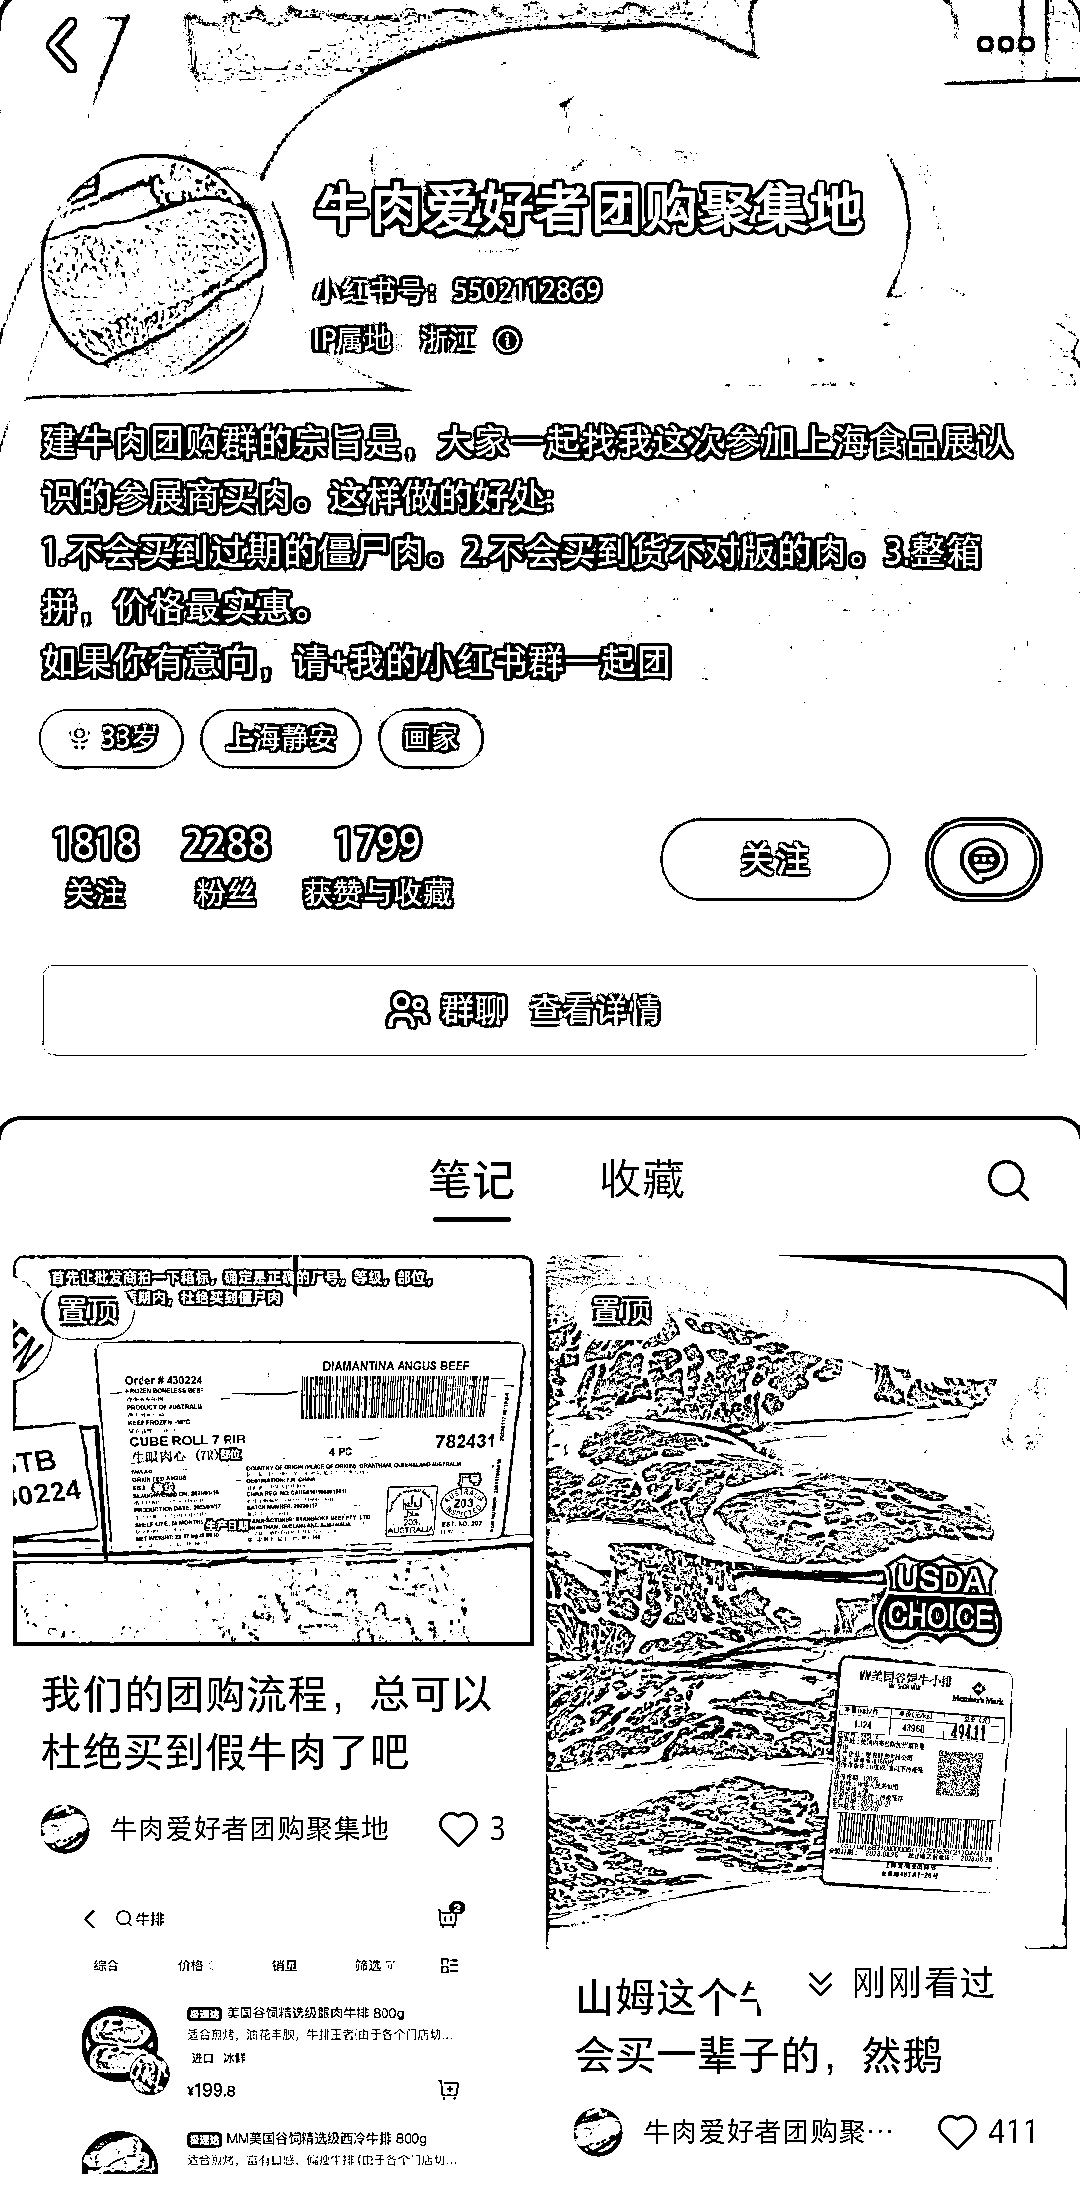 牛肉爱好者团购聚集地
小红书号：5502112869
IP属地 浙江
建牛肉团购群的宗旨是，大家一起找我这次参加上海食品展认
识的参展商买肉。这样做的好处：
1.不会买到过期的僵尸肉。2.不会买到货不对版的肉。3.整箱
拼，价格最实惠。
如果你有意向，请+我的小红书群一起团
33岁 上海静安 画家
1818 2288 1799
关注 粉丝 获赞与收藏
关注
群聊 查看详情
笔记 收藏
首先让批发商拍一下箱标，确定是正确的厂号，等级，部位，
期内，杜绝买到僵尸肉
置顶
DIAMANTINA ANGUS BEEF
Order # 430224
FROZEN BONELESS BEEF
PRODUCT OF AUSTRALIA
KEEP FROZEN -18°C
CUBE ROLL 7 RIB
4 PC
782431
牛眼肉心 (7R) 部位
生产日期
AUSTRALIA
203
TB
0224
我们的团购流程，总可以
杜绝买到假牛肉了吧
牛肉爱好者团购聚集地 3
置顶
USDA
CHOICE
MM美国谷饲牛小排
Member's Mark
494.11
山姆这个
刚刚看过
会买一辈子的，然鹅
牛肉爱好者团购聚… 411
牛排
2
综合 价格 销量 筛选
极速达 美国谷饲精选级眼肉牛排 800g
适合煎烤，油花丰腴，牛排王者(由于各个门店切...
进口 冰鲜
¥199.8
极速达 MM美国谷饲精选级西冷牛排 800g